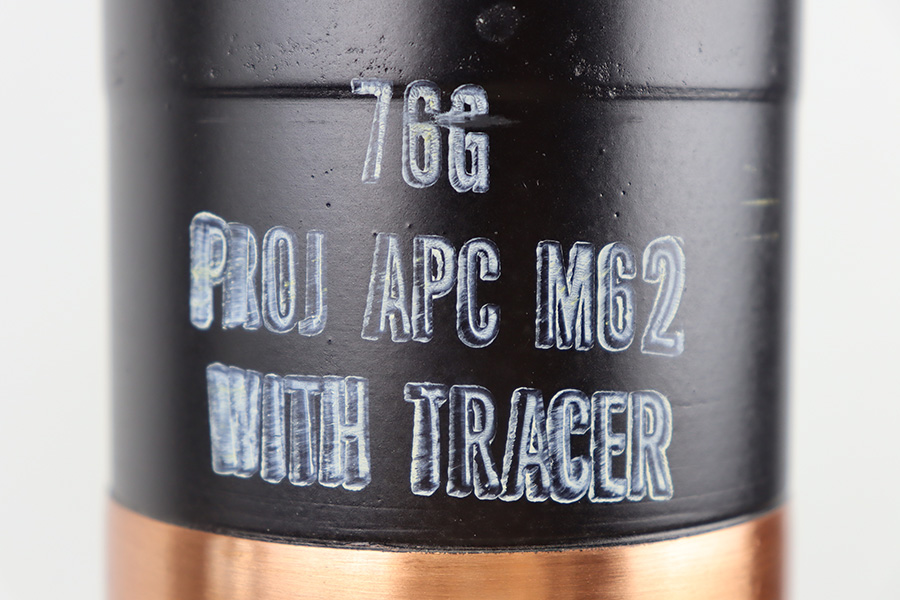 76G
PROJ APC M62
WITH TRACER